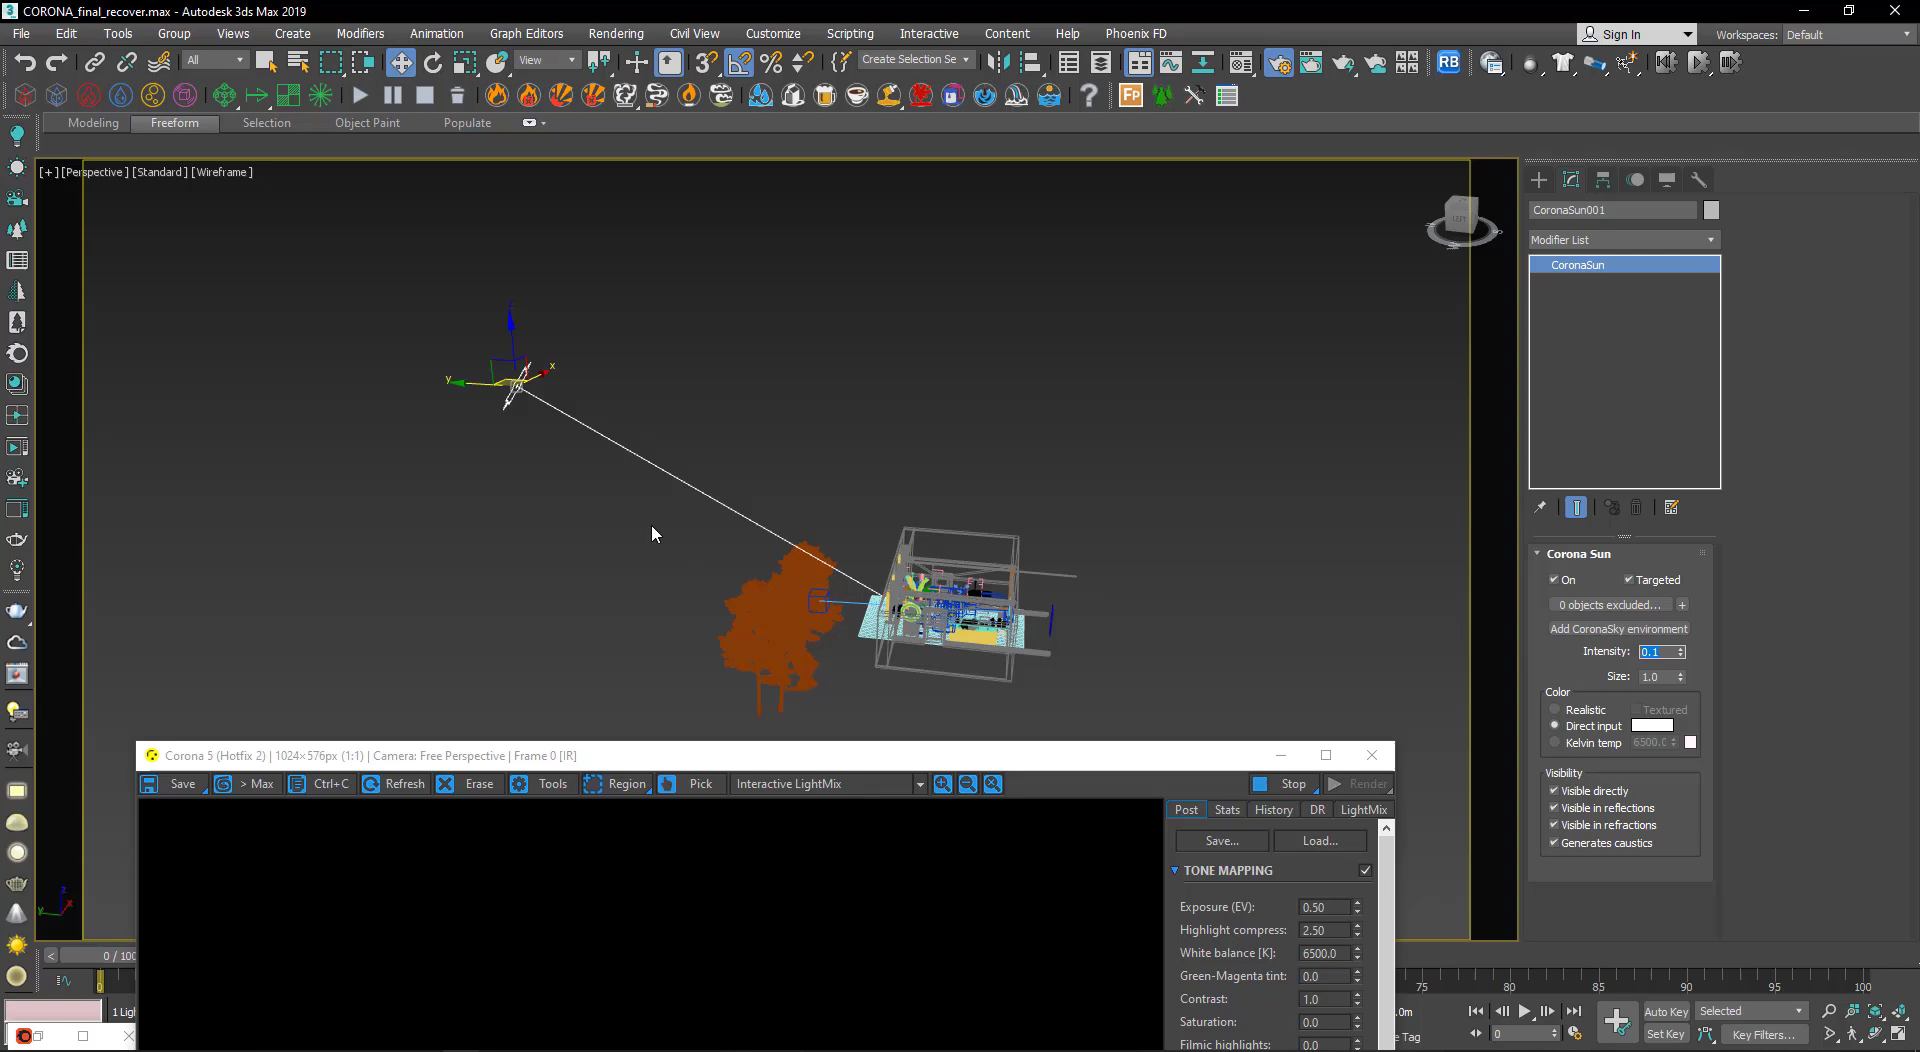 CORONA_final_recover.max - Autodesk 3ds Max 2019
File Edit Tools Group Views Create Modifiers Animation Graph Editors Rendering Civil View Customize Scripting Interactive Content Help Phoenix FD
Sign In
Workspaces: Default
All
View
Create Selection Se
RB
FP
Modeling Freeform Selection Object Paint Populate
[+] [Perspective] [Standard] [Wireframe]
LEFT
CoronaSun001
Modifier List
CoronaSun
z
y
x
Corona Sun
On
Targeted
0 objects excluded...
+
Add CoronaSky environment
Intensity: 0.1
Size: 1.0
Color
Realistic
Textured
Direct input
Kelvin temp
Visibility
Visible directly
Visible in reflections
Visible in refractions
Generates caustics
Corona 5 (Hotfix 2) | 1024×576px (1:1) | Camera: Free Perspective | Frame 0 [IR]
Save > Max Ctrl+C Refresh Erase Tools Region Pick Interactive LightMix Stop Render
Post Stats History DR LightMix
Save... Load...
TONE MAPPING
Exposure (EV): 0.50
Highlight compress: 2.50
White balance [K]: 6500.0
Green-Magenta tint: 0.0
Contrast: 1.0
Saturation: 0.0
Filmic highlights: 0.0
z
y
x
0 / 100
0
75 80 85 90 95 100
1 Ligh
.0m
e Tag
Auto Key
Selected
Set Key
Key Filters...
0